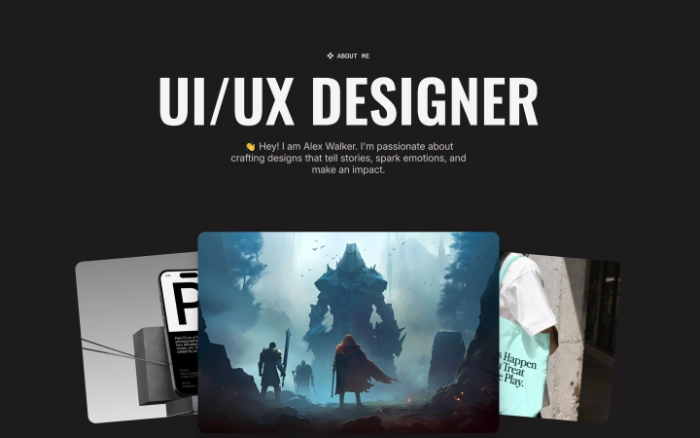 ABOUT ME
UI/UX DESIGNER
👋 Hey! I am Alex Walker. I'm passionate about
crafting designs that tell stories, spark emotions, and
make an impact.
P
Happen
Treat
Play.